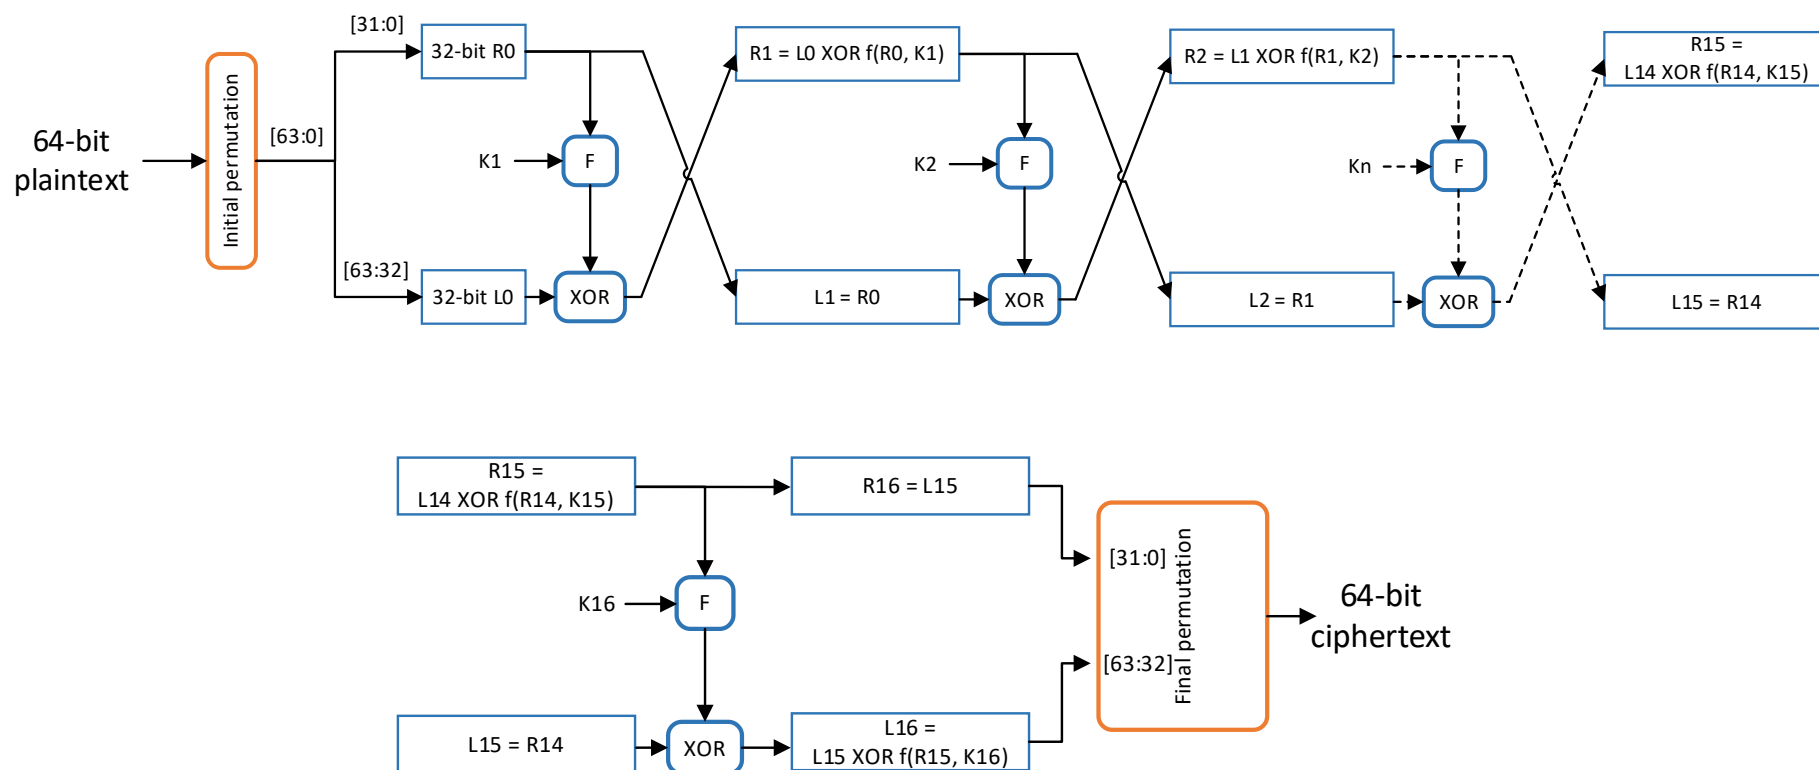 64-bit
plaintext
Initial permutation
[63:0]
[31:0]
[63:32]
32-bit R0
32-bit L0
K1
F
XOR
R1 = L0 XOR f(R0, K1)
L1 = R0
K2
F
XOR
R2 = L1 XOR f(R1, K2)
L2 = R1
Kn
F
XOR
R15 =
L14 XOR f(R14, K15)
L15 = R14
R15 =
L14 XOR f(R14, K15)
L15 = R14
K16
F
XOR
R16 = L15
L16 =
L15 XOR f(R15, K16)
[31:0]
[63:32]
Final permutation
64-bit
ciphertext